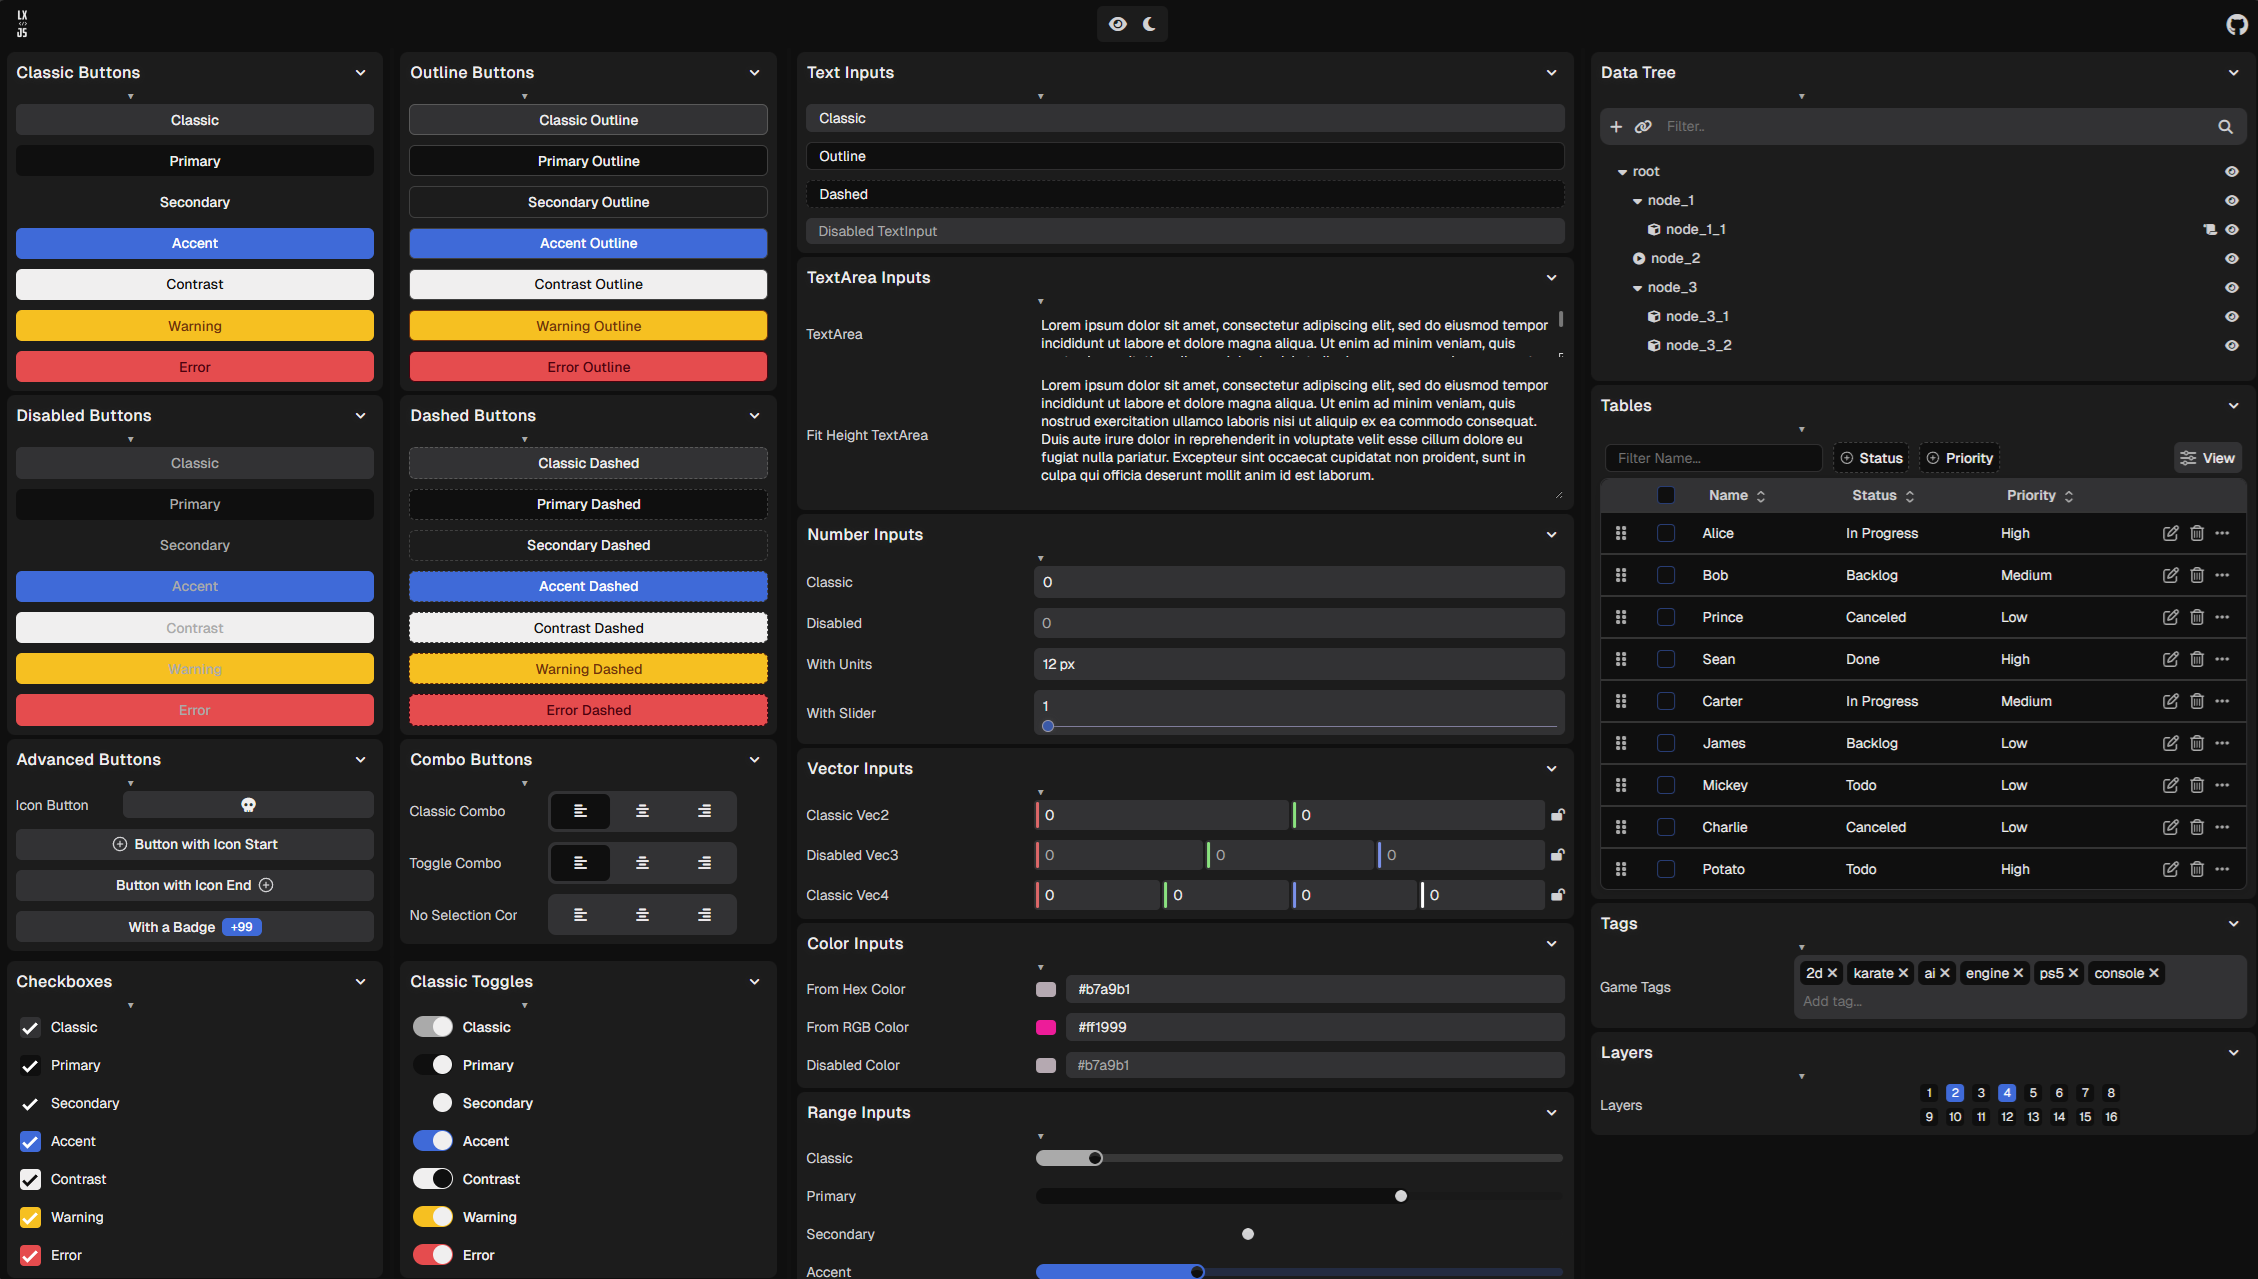 LX
</>
JS
Classic Buttons
Classic
Primary
Secondary
Accent
Contrast
Warning
Error
Disabled Buttons
Classic
Primary
Secondary
Accent
Contrast
Warning
Error
Advanced Buttons
Icon Button
Button with Icon Start
Button with Icon End
With a Badge +99
Checkboxes
Classic
Primary
Secondary
Accent
Contrast
Warning
Error
Outline Buttons
Classic Outline
Primary Outline
Secondary Outline
Accent Outline
Contrast Outline
Warning Outline
Error Outline
Dashed Buttons
Classic Dashed
Primary Dashed
Secondary Dashed
Accent Dashed
Contrast Dashed
Warning Dashed
Error Dashed
Combo Buttons
Classic Combo
Toggle Combo
No Selection Cor
Classic Toggles
Classic
Primary
Secondary
Accent
Contrast
Warning
Error
Text Inputs
Classic
Outline
Dashed
Disabled TextInput
TextArea Inputs
TextArea
Lorem ipsum dolor sit amet, consectetur adipiscing elit, sed do eiusmod tempor
incididunt ut labore et dolore magna aliqua. Ut enim ad minim veniam, quis
Fit Height TextArea
Lorem ipsum dolor sit amet, consectetur adipiscing elit, sed do eiusmod tempor
incididunt ut labore et dolore magna aliqua. Ut enim ad minim veniam, quis
nostrud exercitation ullamco laboris nisi ut aliquip ex ea commodo consequat.
Duis aute irure dolor in reprehenderit in voluptate velit esse cillum dolore eu
fugiat nulla pariatur. Excepteur sint occaecat cupidatat non proident, sunt in
culpa qui officia deserunt mollit anim id est laborum.
Number Inputs
Classic 0
Disabled 0
With Units 12 px
With Slider 1
Vector Inputs
Classic Vec2 0 0
Disabled Vec3 0 0 0
Classic Vec4 0 0 0 0
Color Inputs
From Hex Color #b7a9b1
From RGB Color #ff1999
Disabled Color #b7a9b1
Range Inputs
Classic
Primary
Secondary
Accent
Data Tree
Filter..
root
node_1
node_1_1
node_2
node_3
node_3_1
node_3_2
Tables
Filter Name... Status Priority View
Name Status Priority
Alice In Progress High
Bob Backlog Medium
Prince Canceled Low
Sean Done High
Carter In Progress Medium
James Backlog Low
Mickey Todo Low
Charlie Canceled Low
Potato Todo High
Tags
Game Tags
2d karate ai engine ps5 console
Add tag...
Layers
Layers
1 2 3 4 5 6 7 8
9 10 11 12 13 14 15 16